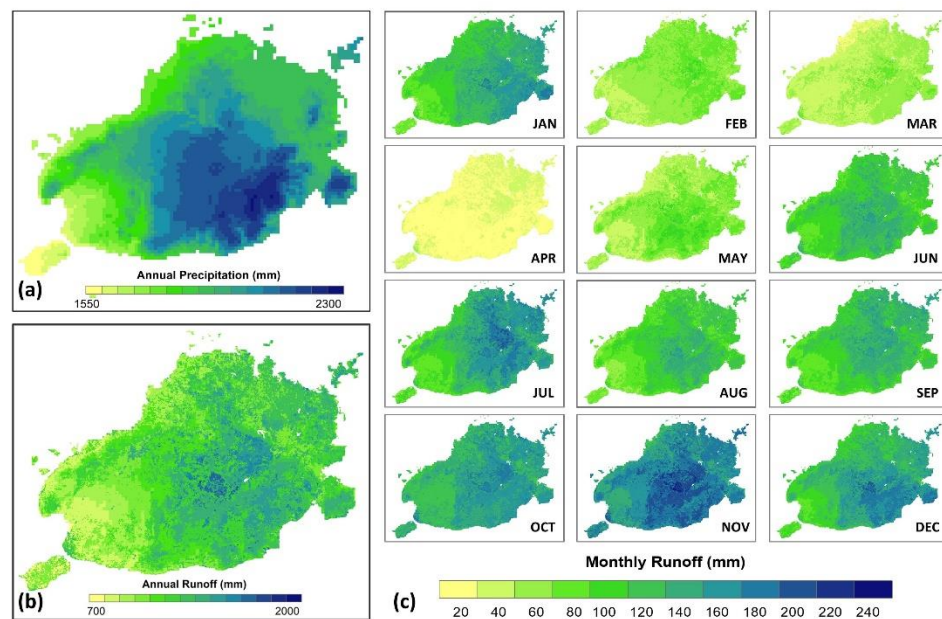 Annual Precipitation (mm)
1550 2300
(a)
Annual Runoff (mm)
700 2000
(b)
JAN FEB MAR
APR MAY JUN
JUL AUG SEP
OCT NOV DEC
Monthly Runoff (mm)
(c)
20 40 60 80 100 120 140 160 180 200 220 240